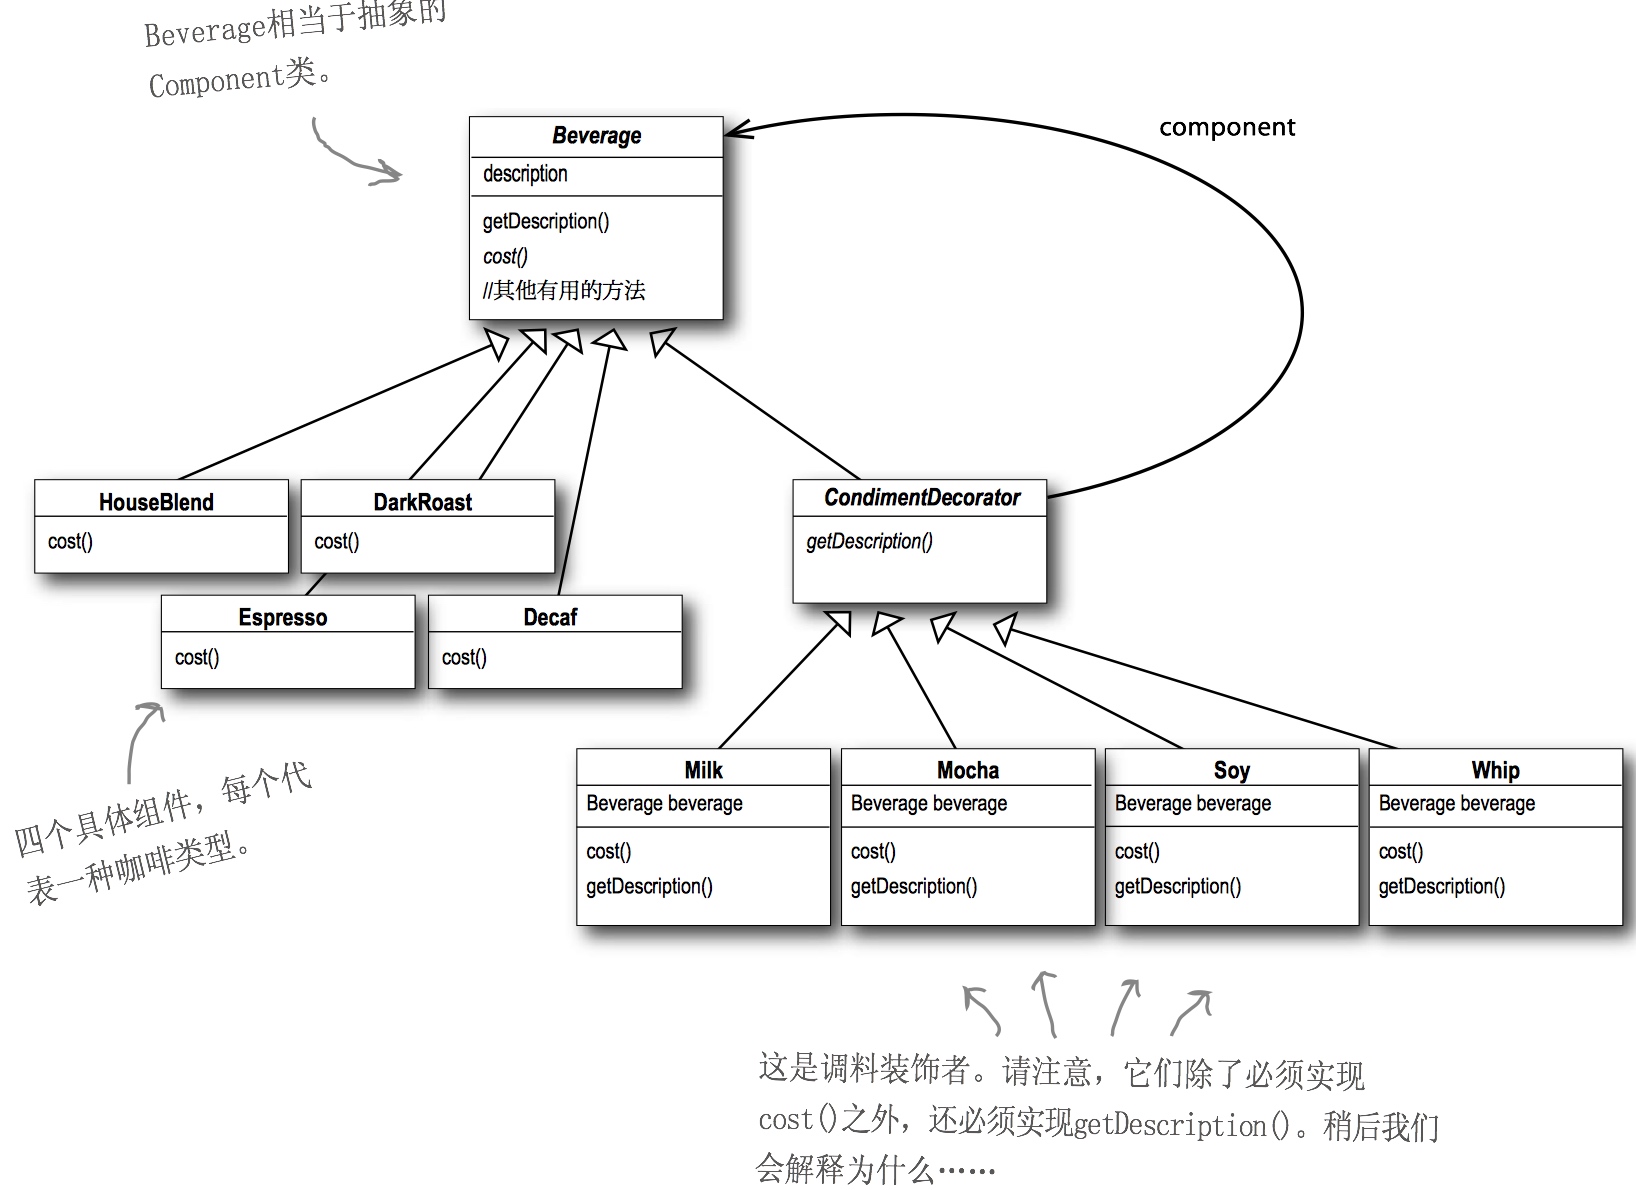 Beverage相当于抽象的
Component类。
component
Beverage
description
getDescription()
cost()
//其他有用的方法
HouseBlend
cost()
DarkRoast
cost()
CondimentDecorator
getDescription()
Espresso
cost()
Decaf
cost()
四个具体组件，每个代
表一种咖啡类型。
Milk
Beverage beverage
cost()
getDescription()
Mocha
Beverage beverage
cost()
getDescription()
Soy
Beverage beverage
cost()
getDescription()
Whip
Beverage beverage
cost()
getDescription()
这是调料装饰者。请注意，它们除了必须实现
cost()之外，还必须实现getDescription()。稍后我们
会解释为什么……